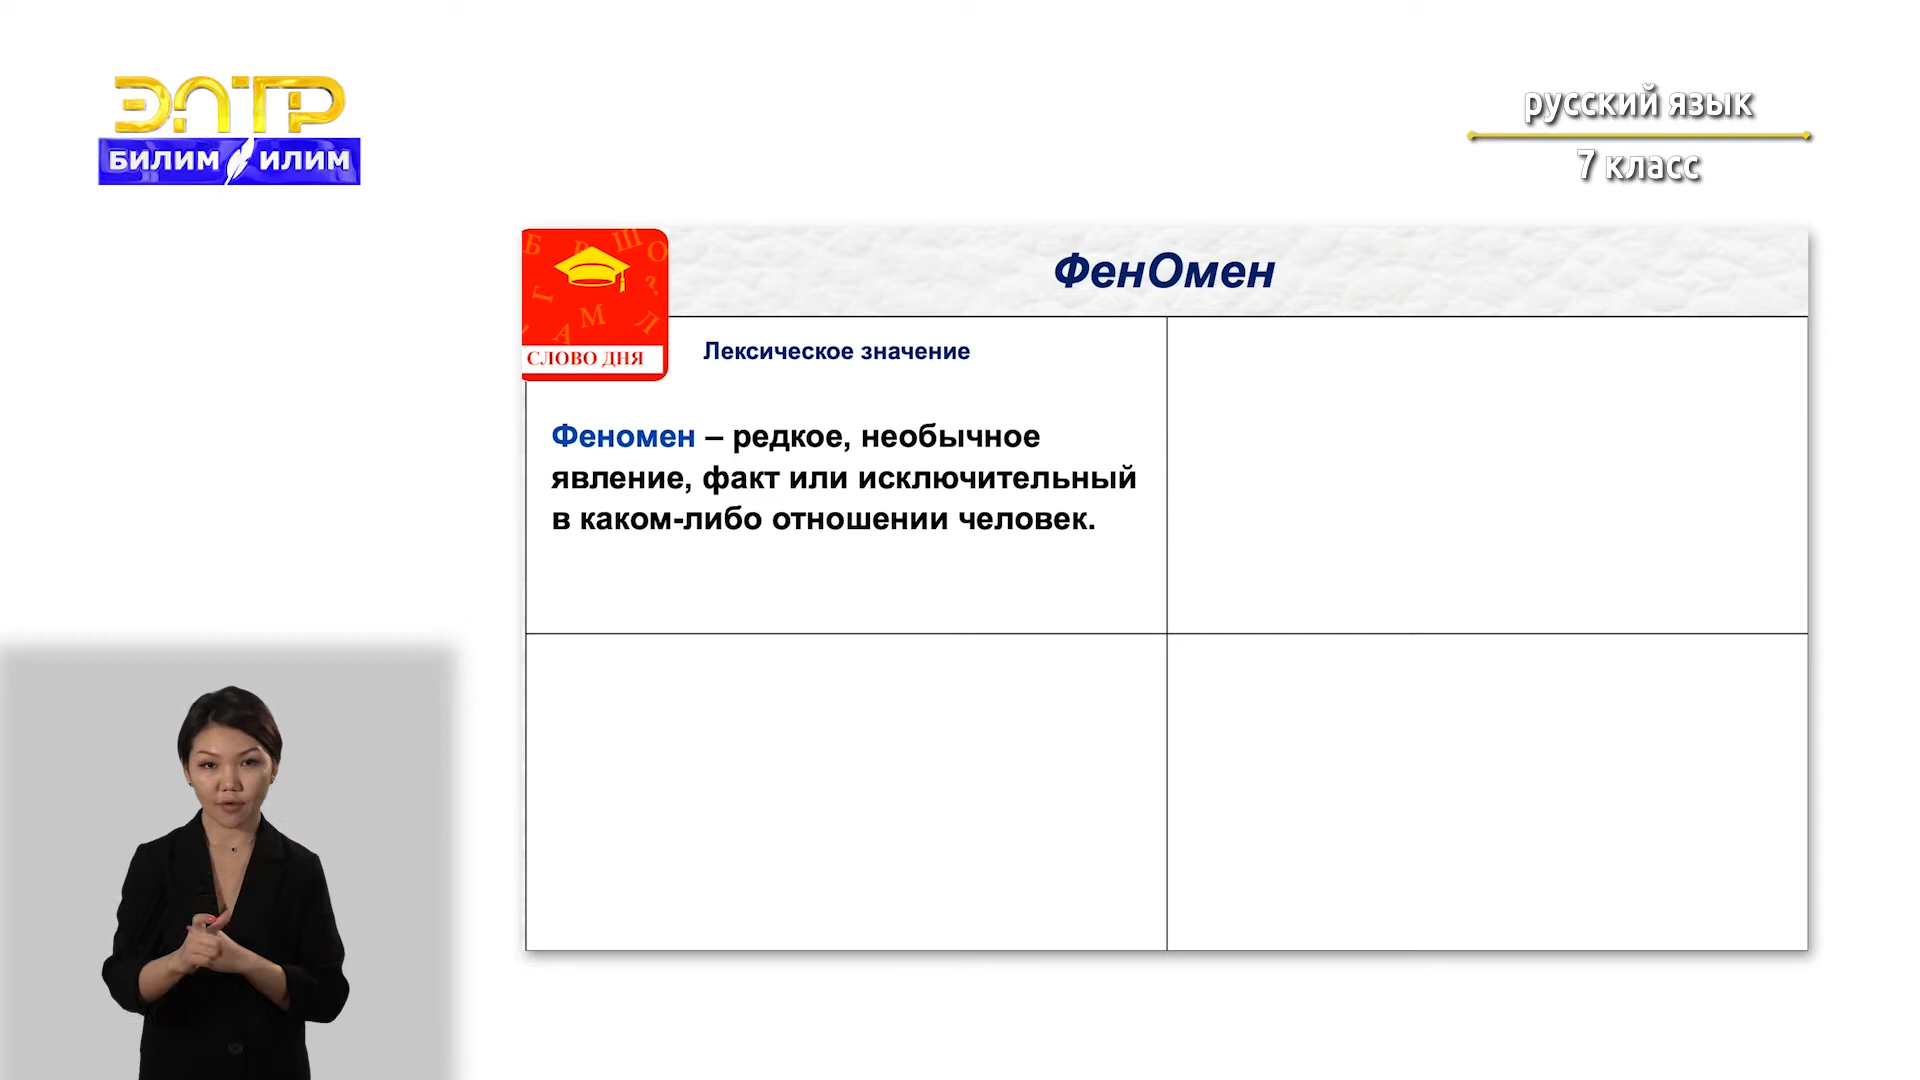 ЭЛТР
БИЛИМ ИЛИМ
русский язык
7 класс
СЛОВО ДНЯ
ФенОмен
Лексическое значение
Феномен – редкое, необычное
явление, факт или исключительный
в каком-либо отношении человек.